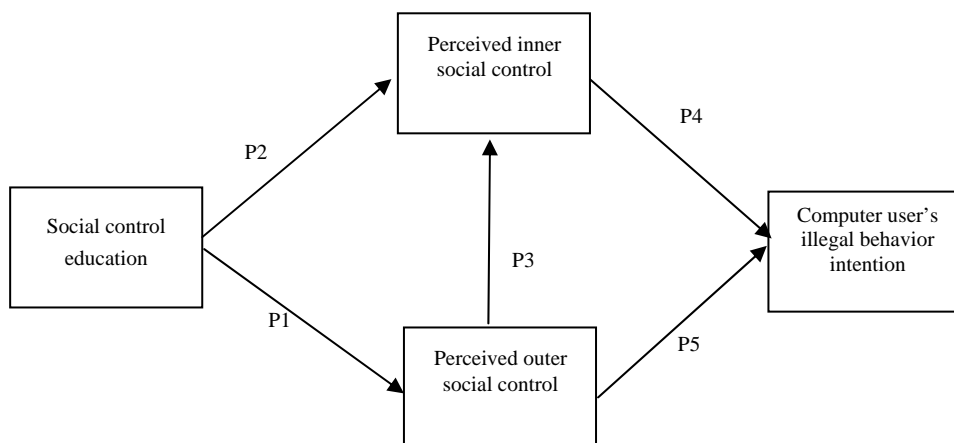 Perceived inner
social control
P4
P2
Social control
education
Computer user’s
illegal behavior
intention
P3
P1
P5
Perceived outer
social control